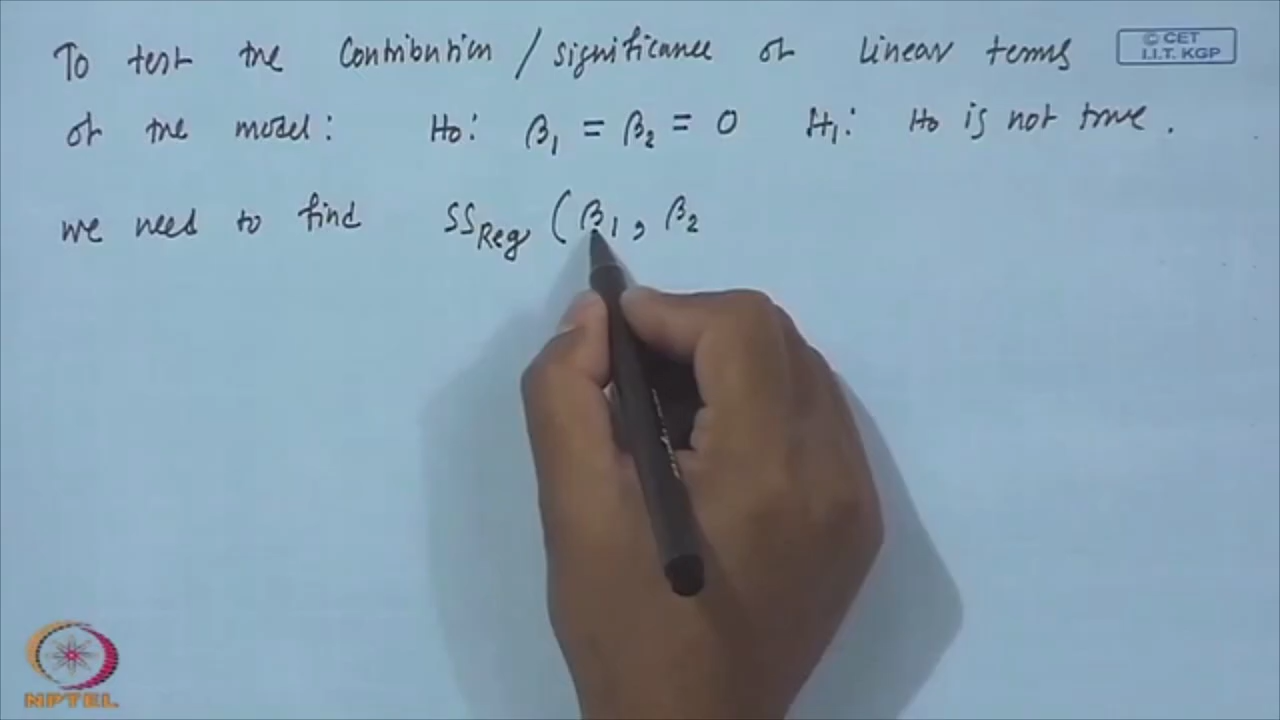 To test the Contribution / significance of Linear terms
© CET
I.I.T. KGP
of the model: H₀: β₁ = β₂ = 0 H₁: H₀ is not true.
we need to find SS_Reg (β₁, β₂
NPTEL